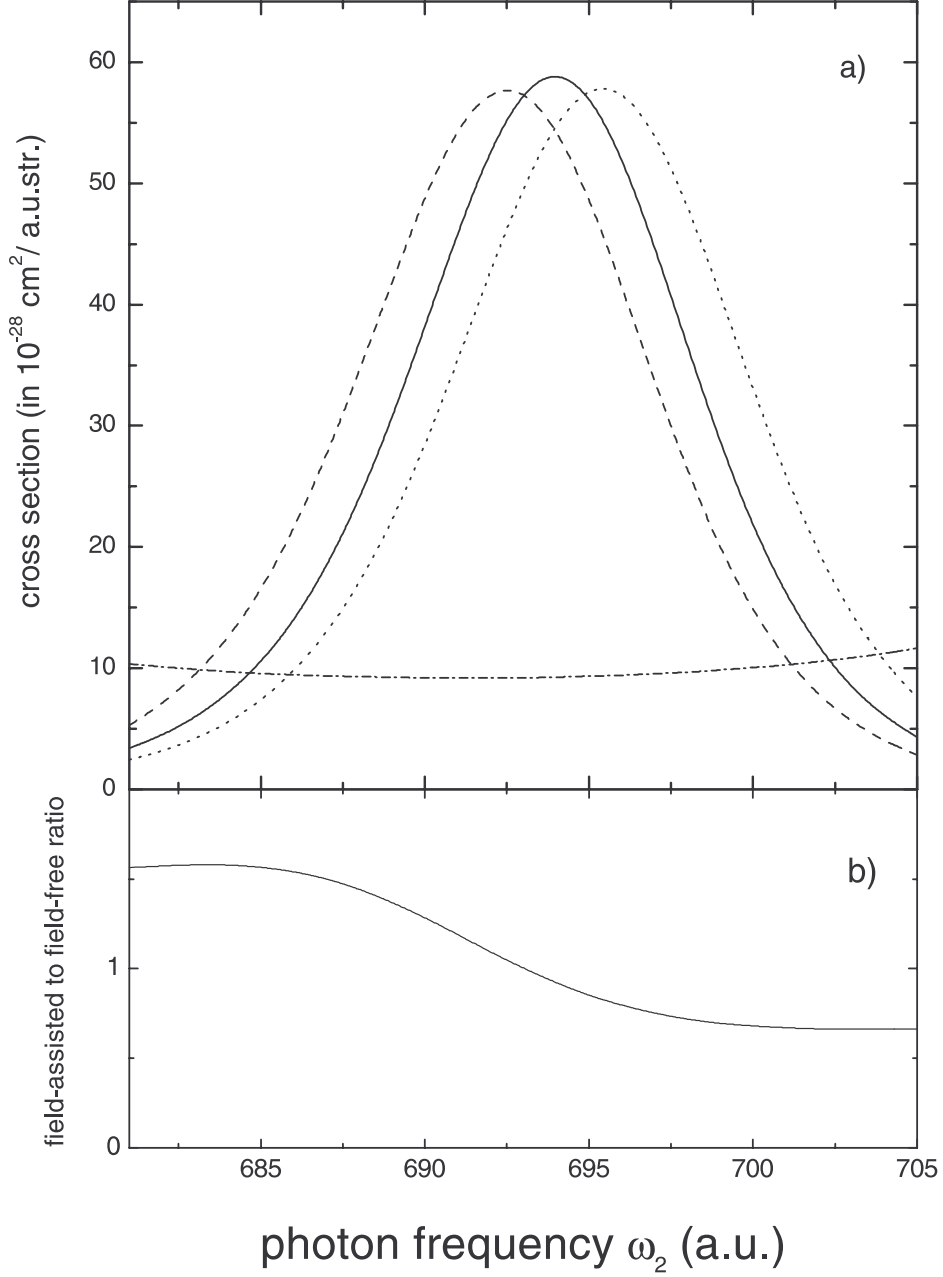 a)
60
50
40
30
20
10
0
cross section (in 10⁻²⁸ cm²/ a.u.str.)
b)
1
0
field-assisted to field-free ratio
685 690 695 700 705
photon frequency ω₂ (a.u.)